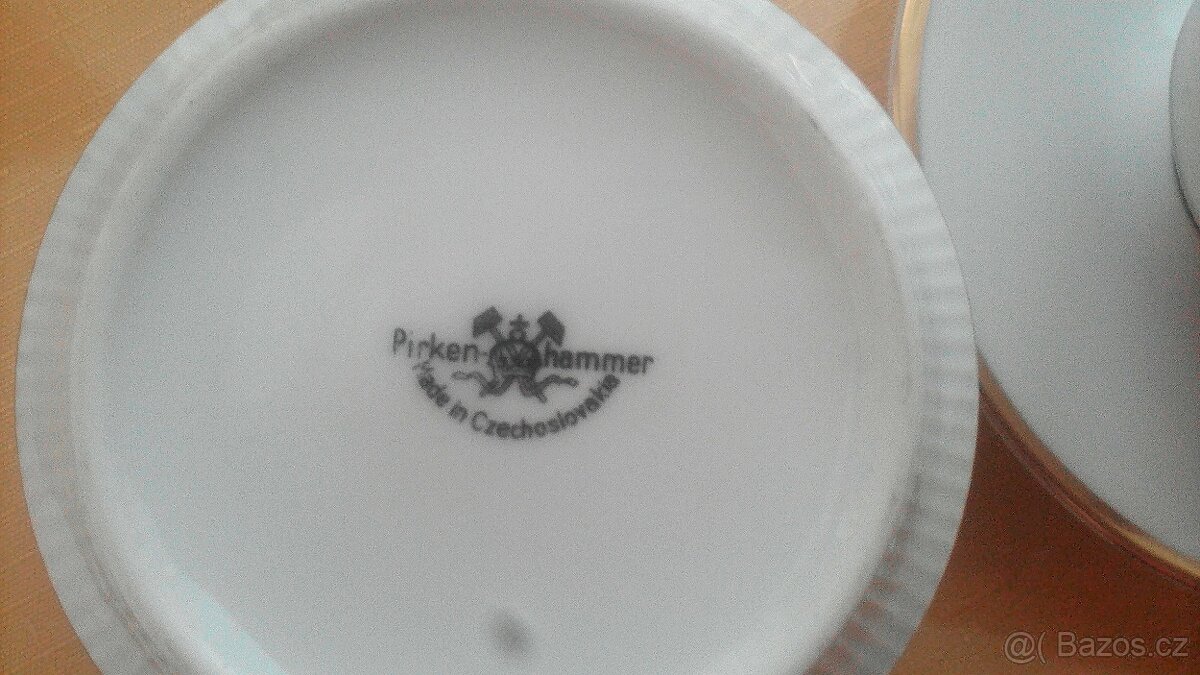 Pirken-hammer
Made in Czechoslovakia
@( Bazos.cz